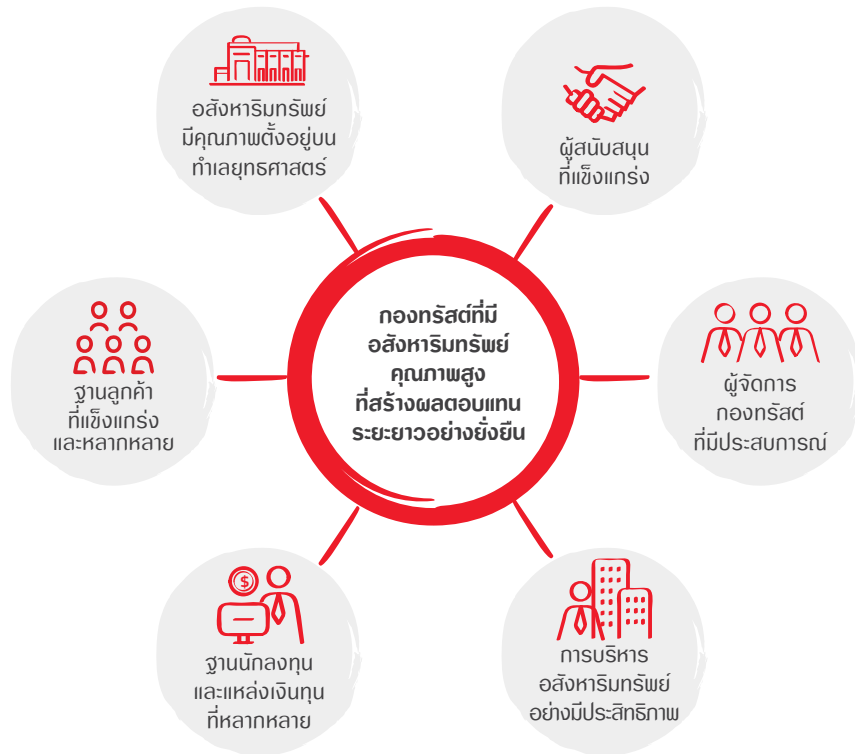 อสังหาริมทรัพย์
มีคุณภาพตั้งอยู่บน
ทำเลยุทธศาสตร์
ผู้สนับสนุน
ที่แข็งแกร่ง
กองทรัสต์ที่มี
อสังหาริมทรัพย์
คุณภาพสูง
ที่สร้างผลตอบแทน
ระยะยาวอย่างยั่งยืน
ฐานลูกค้า
ที่แข็งแกร่ง
และหลากหลาย
ผู้จัดการ
กองทรัสต์
ที่มีประสบการณ์
$
ฐานนักลงทุน
และแหล่งเงินทุน
ที่หลากหลาย
การบริหาร
อสังหาริมทรัพย์
อย่างมีประสิทธิภาพ